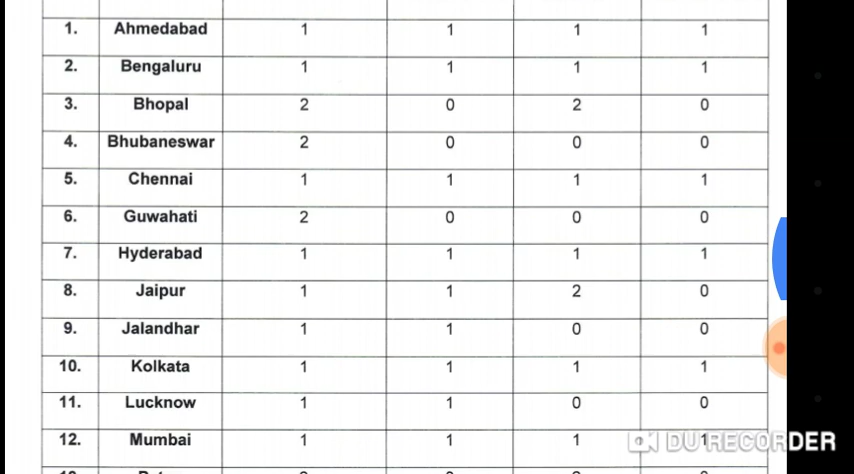 1. Ahmedabad 1 1 1 1
2. Bengaluru 1 1 1 1
3. Bhopal 2 0 2 0
4. Bhubaneswar 2 0 0 0
5. Chennai 1 1 1 1
6. Guwahati 2 0 0 0
7. Hyderabad 1 1 1 1
8. Jaipur 1 1 2 0
9. Jalandhar 1 1 0 0
10. Kolkata 1 1 1 1
11. Lucknow 1 1 0 0
12. Mumbai 1 1 1 1
DU RECORDER